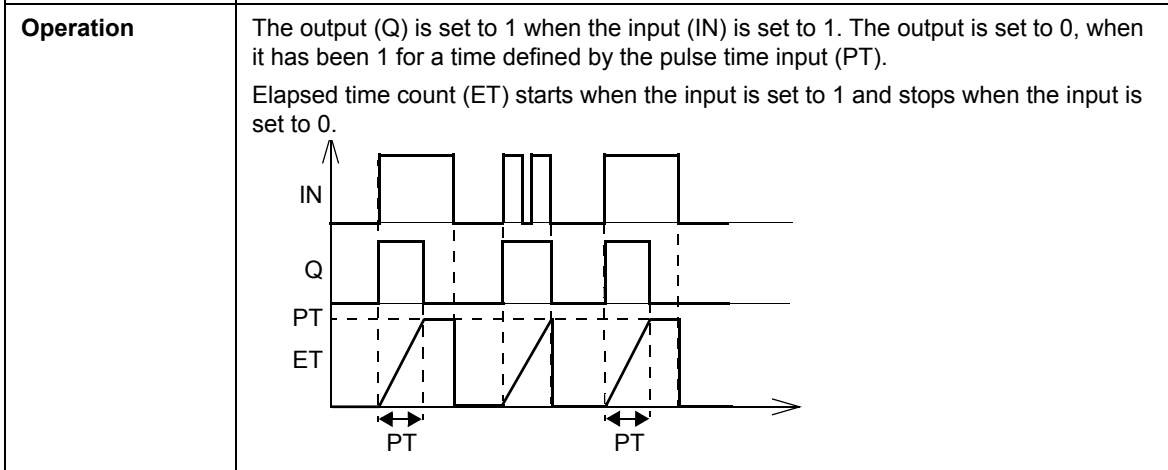 Operation
The output (Q) is set to 1 when the input (IN) is set to 1. The output is set to 0, when
it has been 1 for a time defined by the pulse time input (PT).
Elapsed time count (ET) starts when the input is set to 1 and stops when the input is
set to 0.
IN
Q
PT
ET
PT
PT